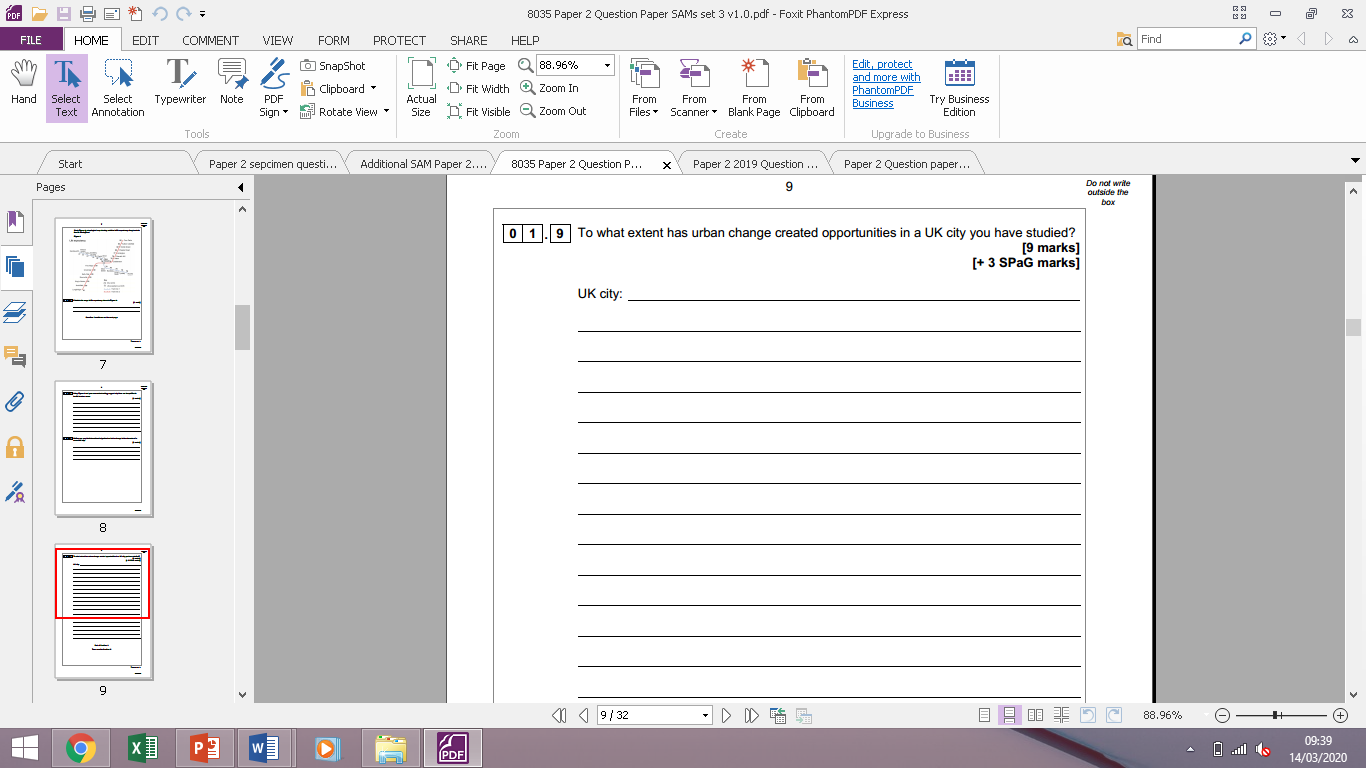 8035 Paper 2 Question Paper SAMs set 3 v1.0.pdf - Foxit PhantomPDF Express
FILE HOME EDIT COMMENT VIEW FORM PROTECT SHARE HELP Find
Hand
Select Text
Select Annotation
Typewriter
Note
PDF Sign
SnapShot
Clipboard
Rotate View
Tools
Actual Size
Fit Page
Fit Width
Fit Visible
88.96%
Zoom In
Zoom Out
Zoom
From Files
From Scanner
From Blank Page
From Clipboard
Create
Edit, protect
and more with
PhantomPDF
Business
Try Business Edition
Upgrade to Business
Start
Paper 2 sepcimen questi...
Additional SAM Paper 2....
8035 Paper 2 Question P...
Paper 2 2019 Question ...
Paper 2 Question paper...
Pages
7
8
9
9
Do not write
outside the
box
0 1 . 9 To what extent has urban change created opportunities in a UK city you have studied?
[9 marks]
[+ 3 SPaG marks]
UK city:
9 / 32
88.96%
09:39
14/03/2020